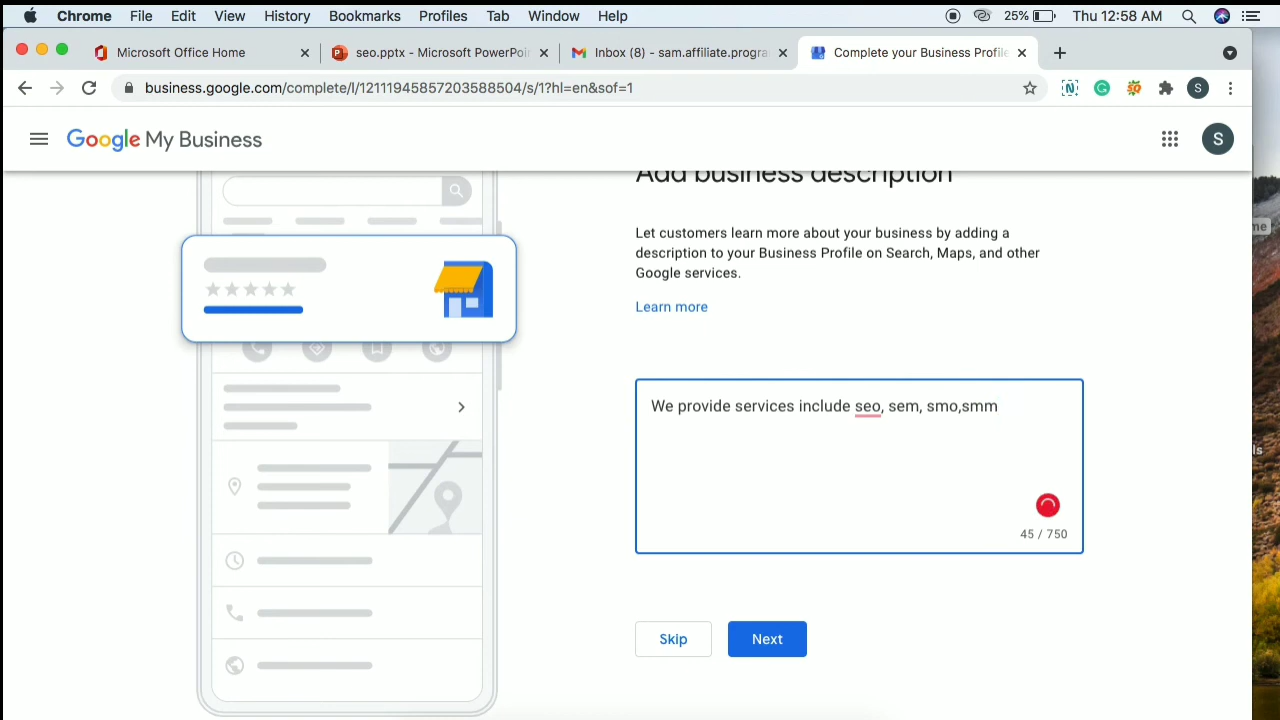 Chrome File Edit View History Bookmarks Profiles Tab Window Help 25% Thu 12:58 AM
Microsoft Office Home seo.pptx - Microsoft PowerPoi Inbox (8) - sam.affiliate.progra Complete your Business Profile
business.google.com/complete/l/12111945857203588504/s/1?hl=en&sof=1 S
Google My Business S
Add business description
Let customers learn more about your business by adding a
description to your Business Profile on Search, Maps, and other
Google services.
Learn more
We provide services include seo, sem, smo,smm
45 / 750
Skip Next